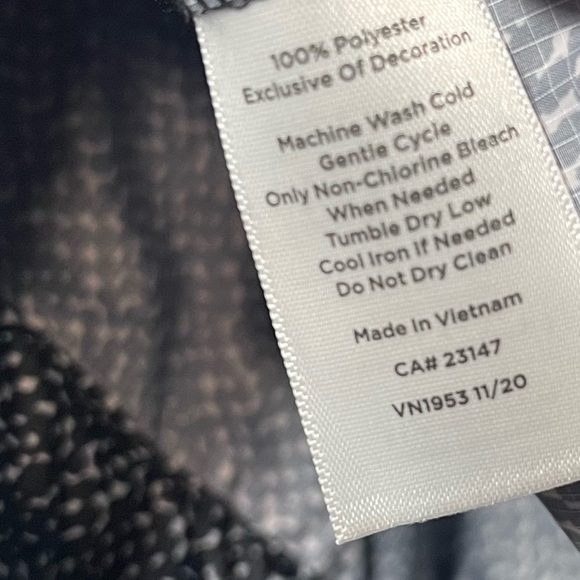 100% Polyester
Exclusive Of Decoration
Machine Wash Cold
Gentle Cycle
Only Non-Chlorine Bleach
When Needed
Tumble Dry Low
Cool Iron If Needed
Do Not Dry Clean
Made In Vietnam
CA# 23147
VN1953 11/20